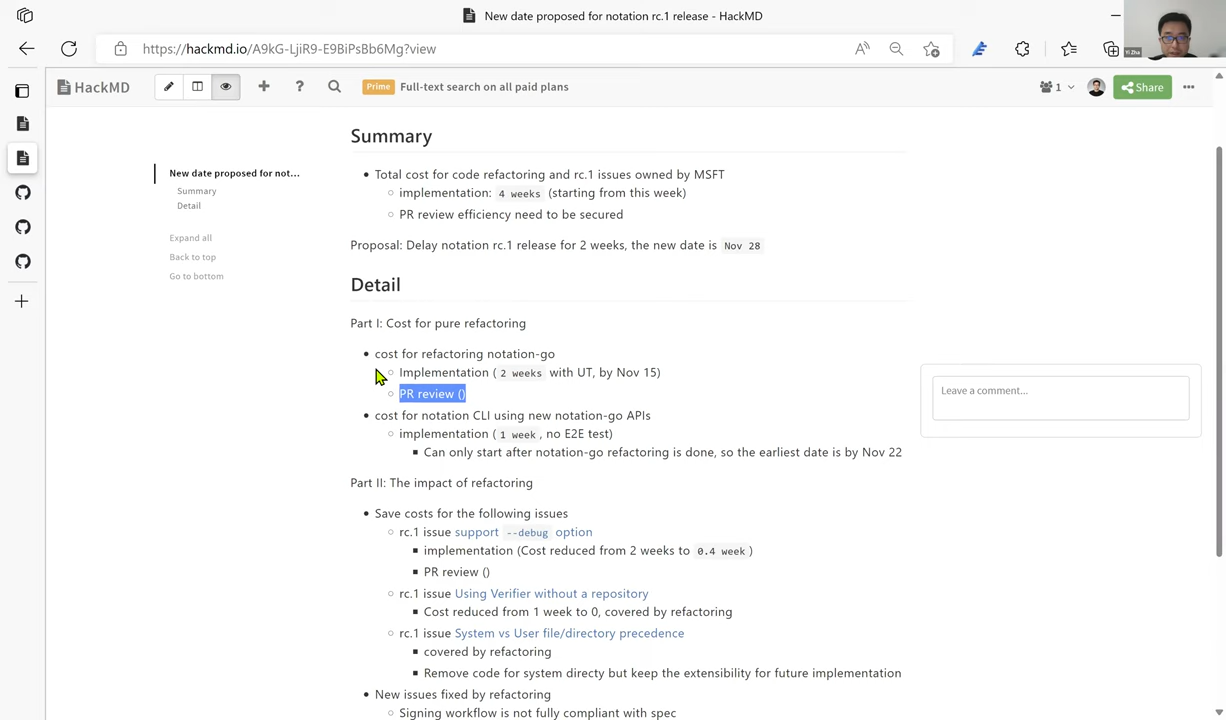 New date proposed for notation rc.1 release - HackMD
https://hackmd.io/A9kG-LjiR9-E9BiPsBb6Mg?view
Yi Zha
HackMD
Prime Full-text search on all paid plans
1
Share
New date proposed for not...
Summary
Detail
Expand all
Back to top
Go to bottom
Summary
Total cost for code refactoring and rc.1 issues owned by MSFT
implementation: 4 weeks (starting from this week)
PR review efficiency need to be secured
Proposal: Delay notation rc.1 release for 2 weeks, the new date is Nov 28
Detail
Part I: Cost for pure refactoring
cost for refactoring notation-go
Implementation ( 2 weeks with UT, by Nov 15)
PR review ()
cost for notation CLI using new notation-go APIs
implementation ( 1 week , no E2E test)
Can only start after notation-go refactoring is done, so the earliest date is by Nov 22
Part II: The impact of refactoring
Save costs for the following issues
rc.1 issue support --debug option
implementation (Cost reduced from 2 weeks to 0.4 week )
PR review ()
rc.1 issue Using Verifier without a repository
Cost reduced from 1 week to 0, covered by refactoring
rc.1 issue System vs User file/directory precedence
covered by refactoring
Remove code for system directy but keep the extensibility for future implementation
New issues fixed by refactoring
Signing workflow is not fully compliant with spec
Leave a comment...